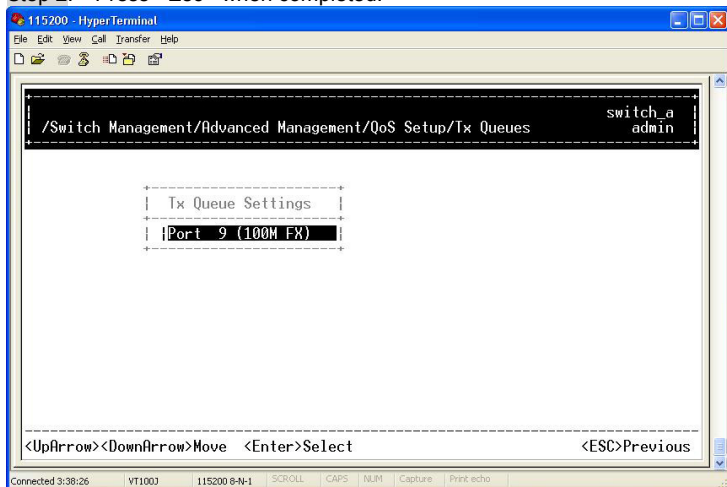 Step 2. Press "Esc" when completed.
115200 - HyperTerminal
File Edit View Call Transfer Help
switch_a
/Switch Management/Advanced Management/QoS Setup/Tx Queues admin
Tx Queue Settings
Port 9 (100M FX)
<UpArrow><DownArrow>Move <Enter>Select <ESC>Previous
Connected 3:38:26 VT100J 115200 8-N-1 SCROLL CAPS NUM Capture Print echo